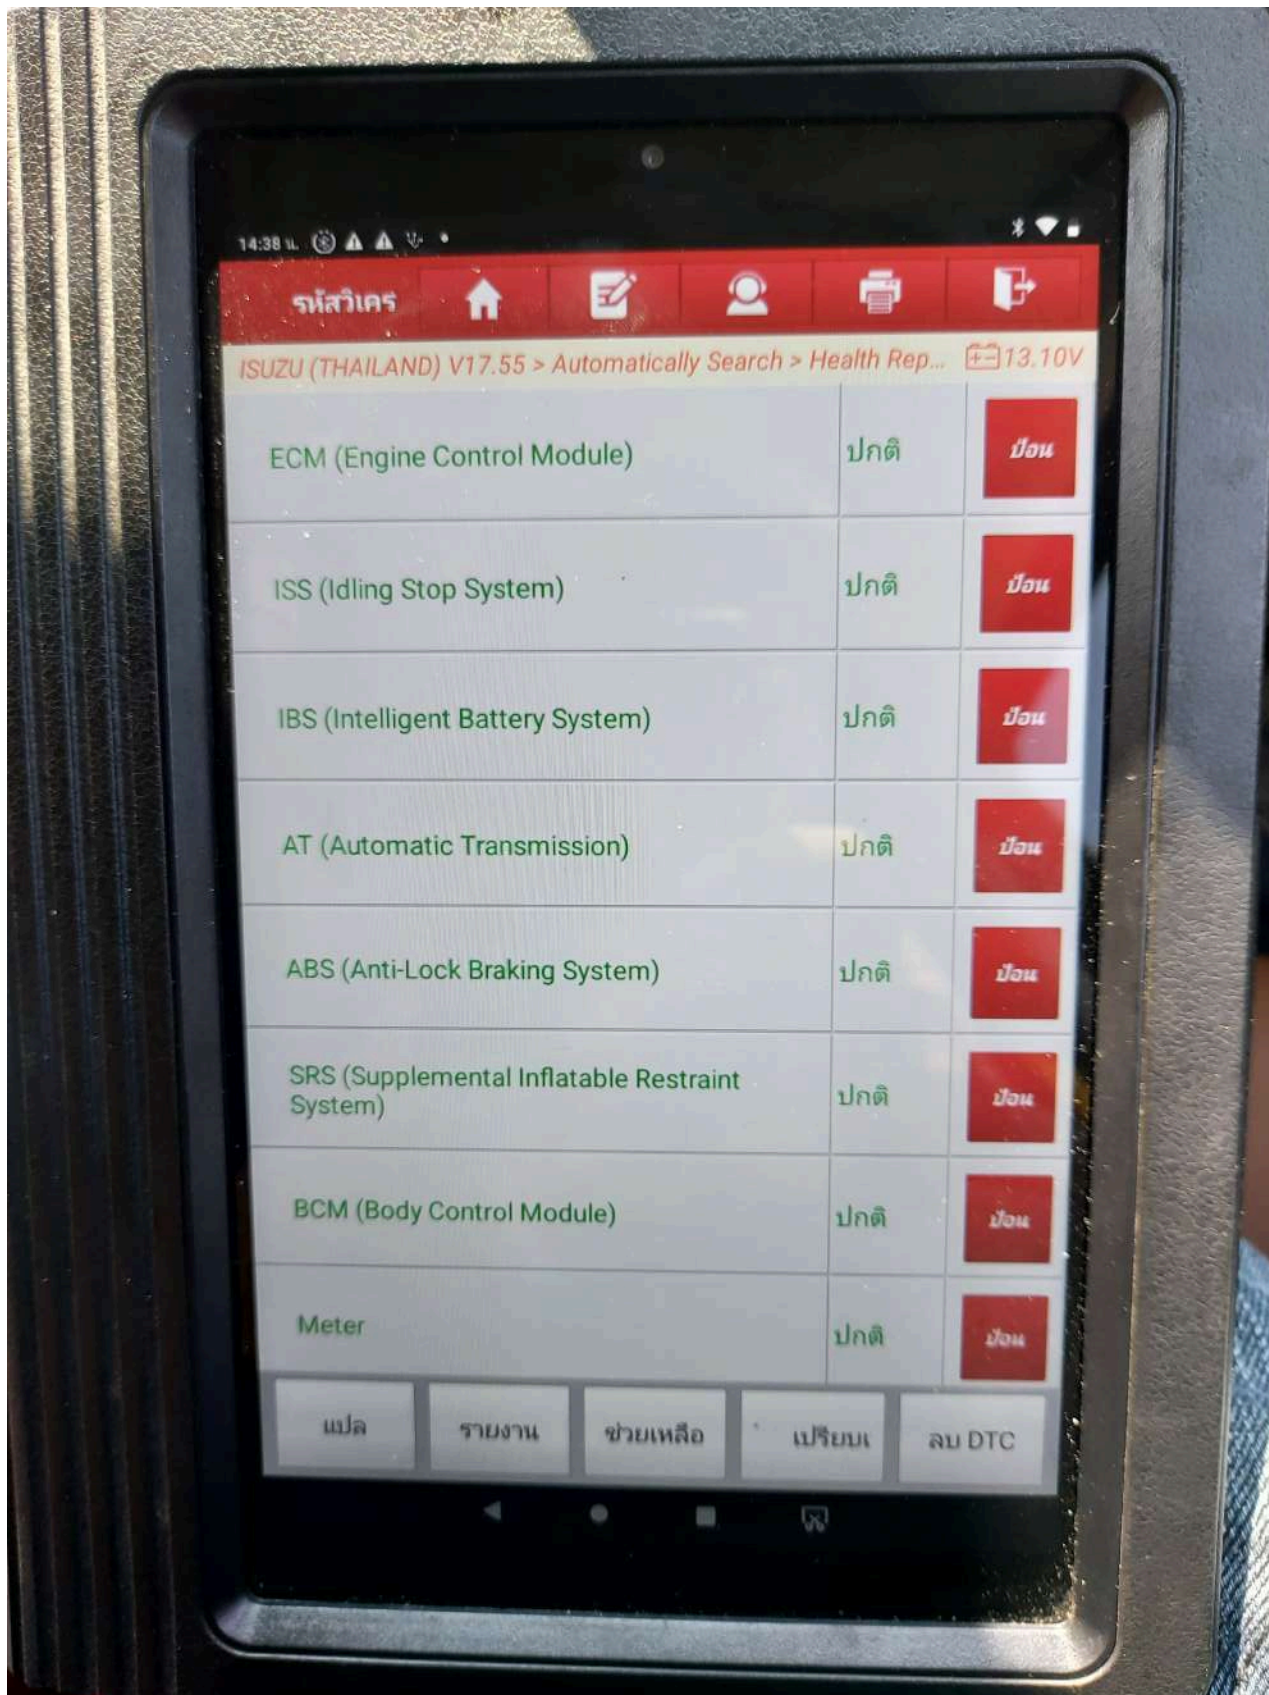 14:38 น.
รหัสวิเคร
ISUZU (THAILAND) V17.55 > Automatically Search > Health Rep... 13.10V
ECM (Engine Control Module) ปกติ ป้อน
ISS (Idling Stop System) ปกติ ป้อน
IBS (Intelligent Battery System) ปกติ ป้อน
AT (Automatic Transmission) ปกติ ป้อน
ABS (Anti-Lock Braking System) ปกติ ป้อน
SRS (Supplemental Inflatable Restraint
System) ปกติ ป้อน
BCM (Body Control Module) ปกติ ป้อน
Meter ปกติ ป้อน
แปล รายงาน ช่วยเหลือ เปรียบเ ลบ DTC